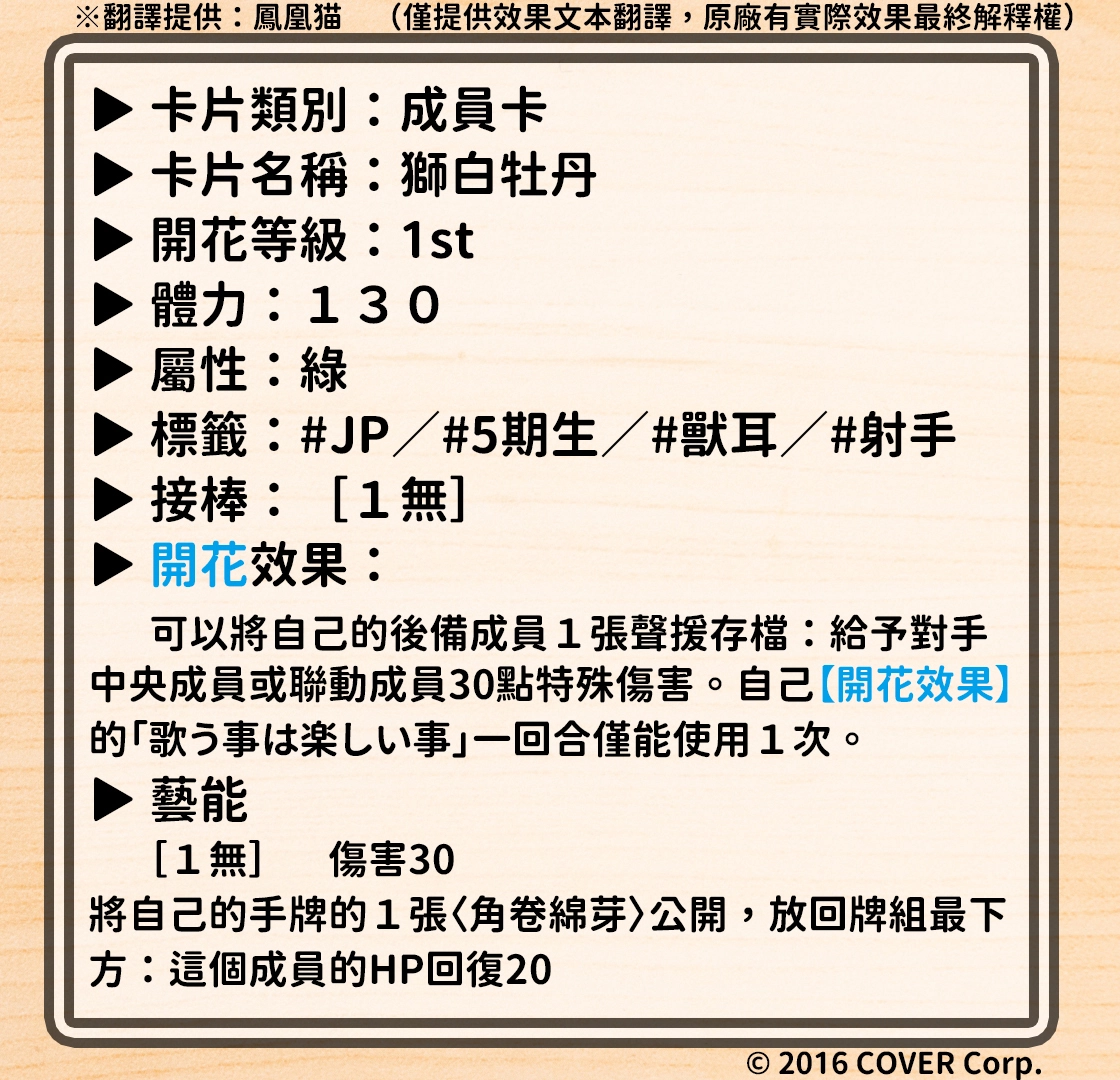 ※翻譯提供：鳳凰猫　（僅提供效果文本翻譯，原廠有實際效果最終解釋權）
▶ 卡片類別：成員卡
▶ 卡片名稱：獅白牡丹
▶ 開花等級：1st
▶ 體力：１３０
▶ 屬性：綠
▶ 標籤：#JP／#5期生／#獸耳／#射手
▶ 接棒：［１無］
▶ 開花效果：
可以將自己的後備成員１張聲援存檔：給予對手
中央成員或聯動成員30點特殊傷害。自己【開花效果】
的「歌う事は楽しい事」一回合僅能使用１次。
▶ 藝能
［１無］　傷害30
將自己的手牌的１張〈角卷綿芽〉公開，放回牌組最下
方：這個成員的HP回復20
© 2016 COVER Corp.